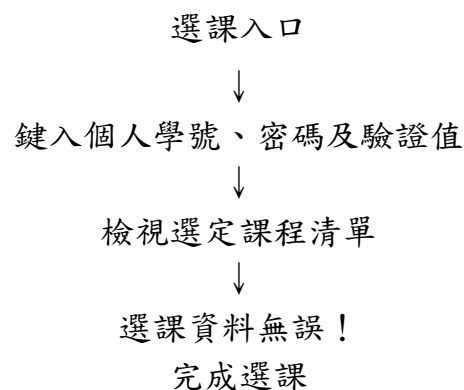 選課入口
↓
鍵入個人學號、密碼及驗證值
↓
檢視選定課程清單
↓
選課資料無誤！
完成選課